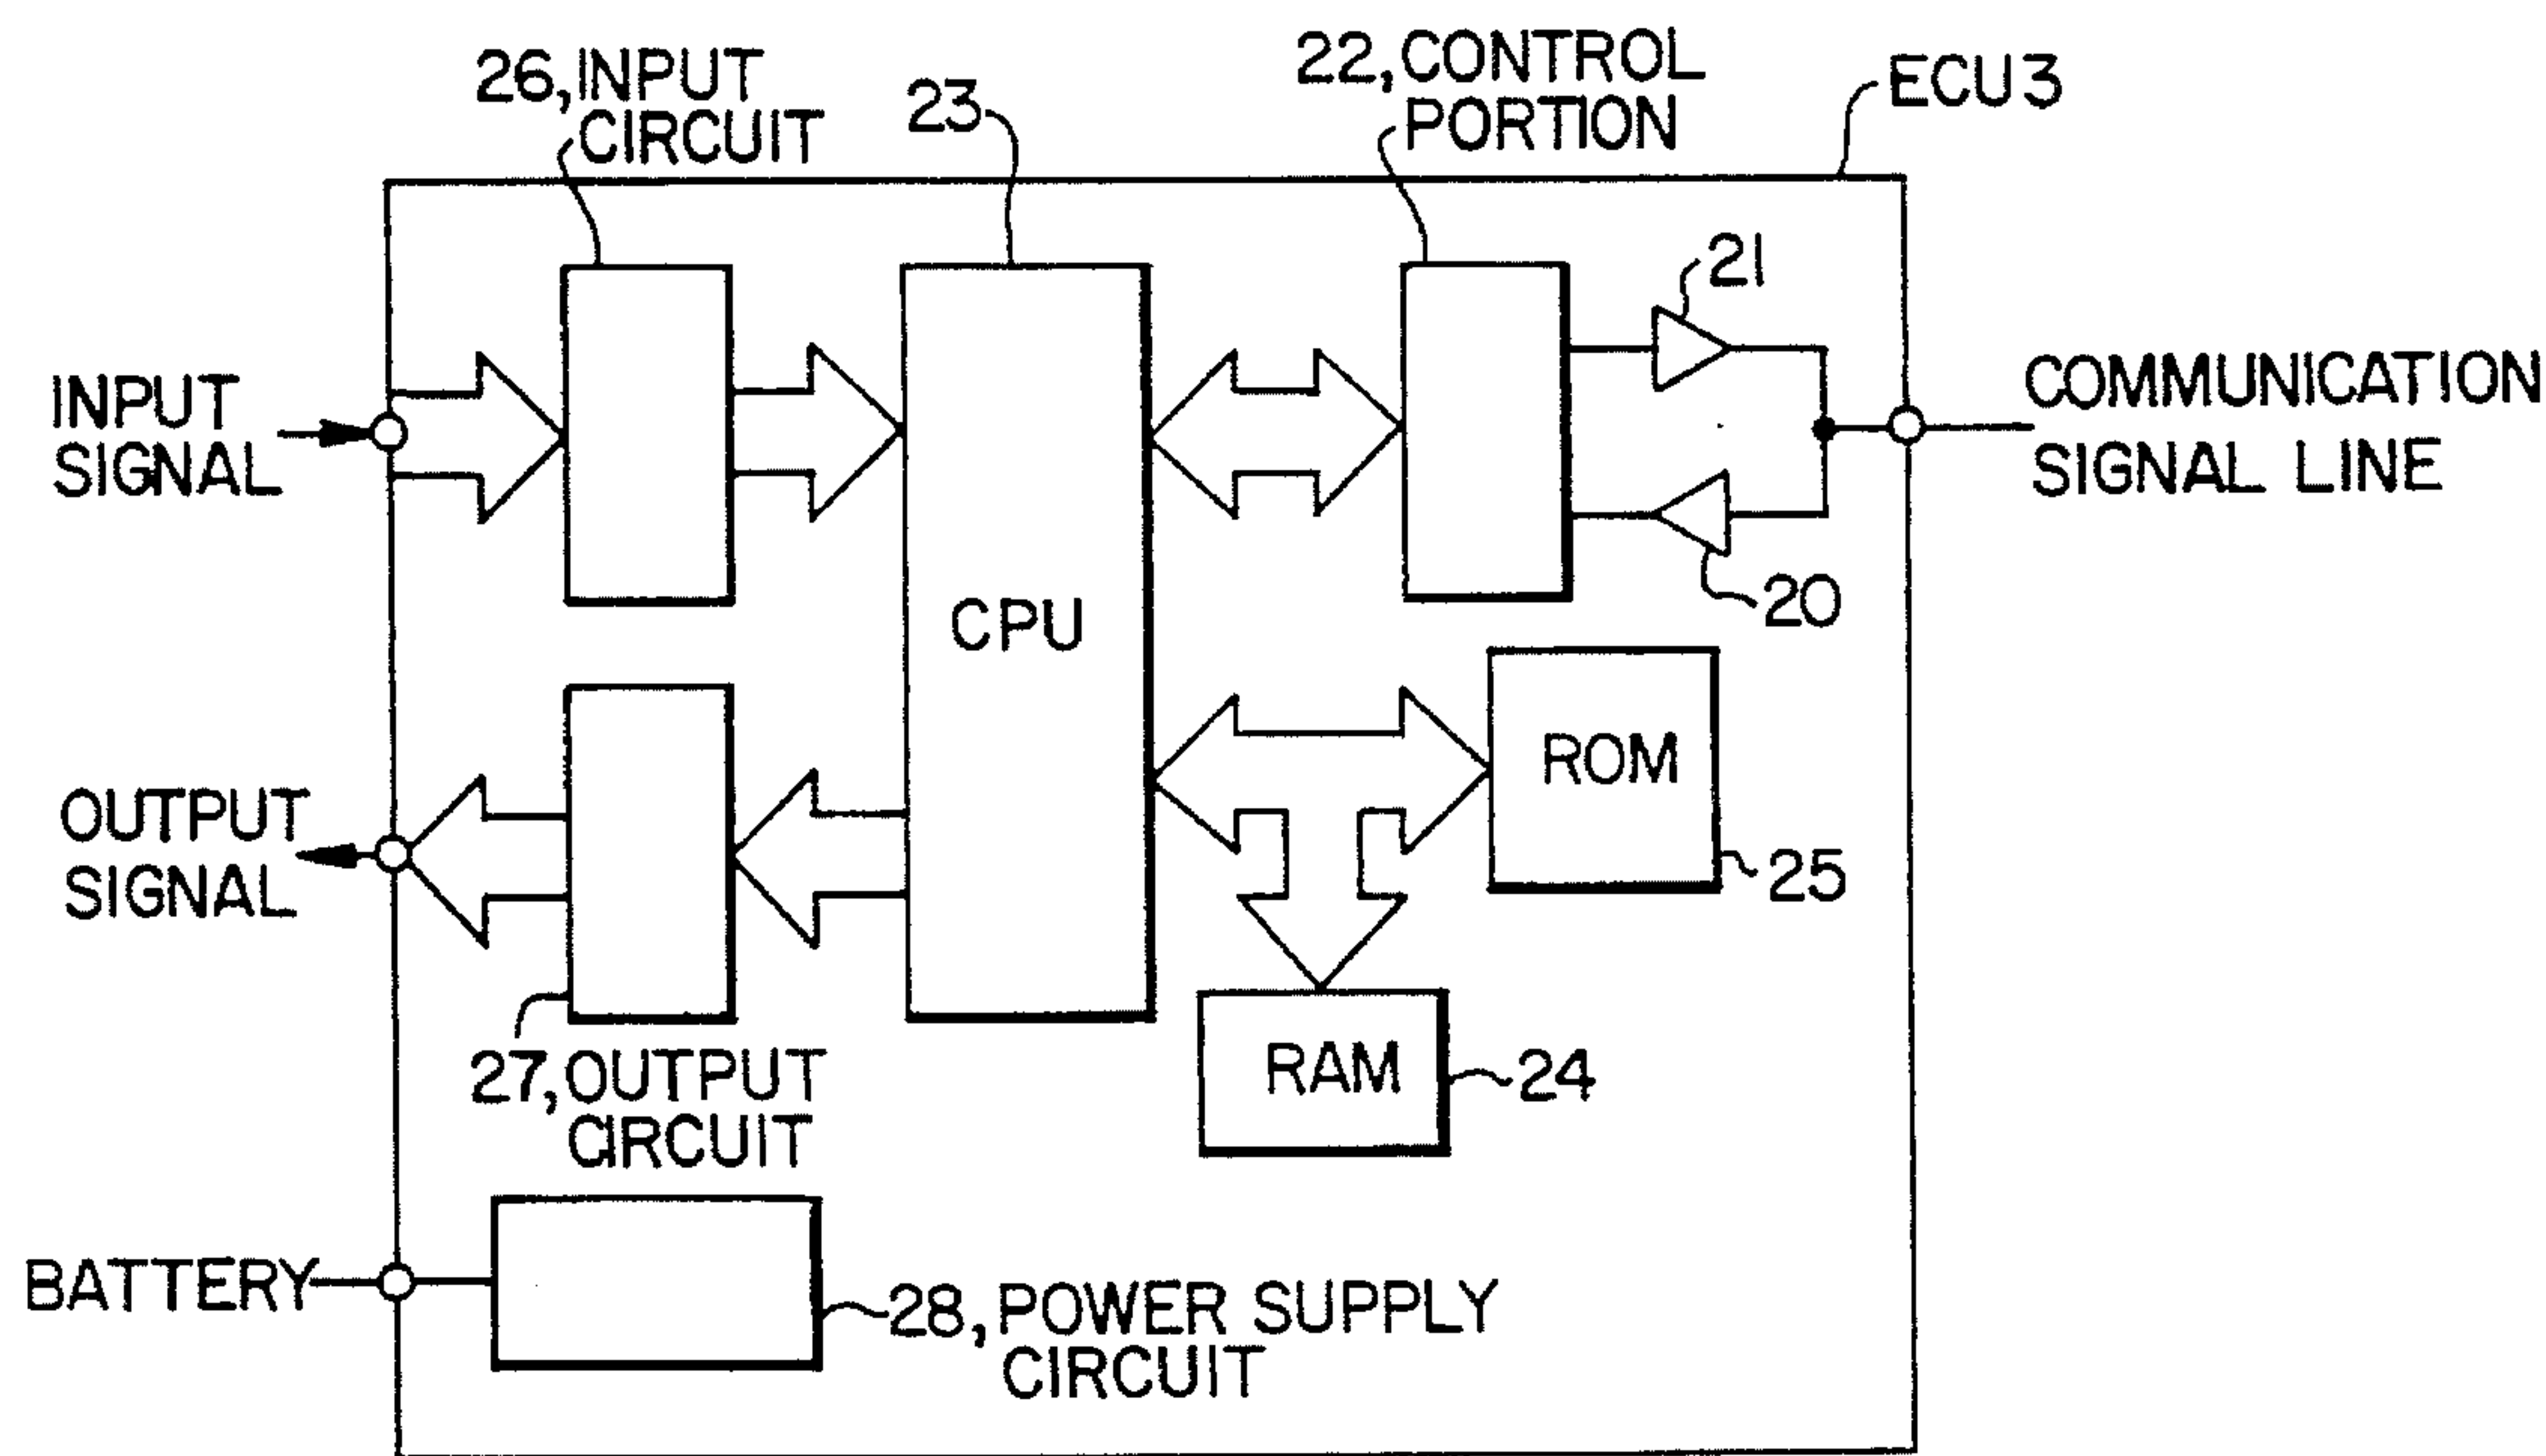 26, INPUT
CIRCUIT
23
22, CONTROL
PORTION
ECU3
21
INPUT
SIGNAL
COMMUNICATION
SIGNAL LINE
20
CPU
ROM
25
OUTPUT
SIGNAL
RAM
24
27, OUTPUT
CIRCUIT
BATTERY
28, POWER SUPPLY
CIRCUIT